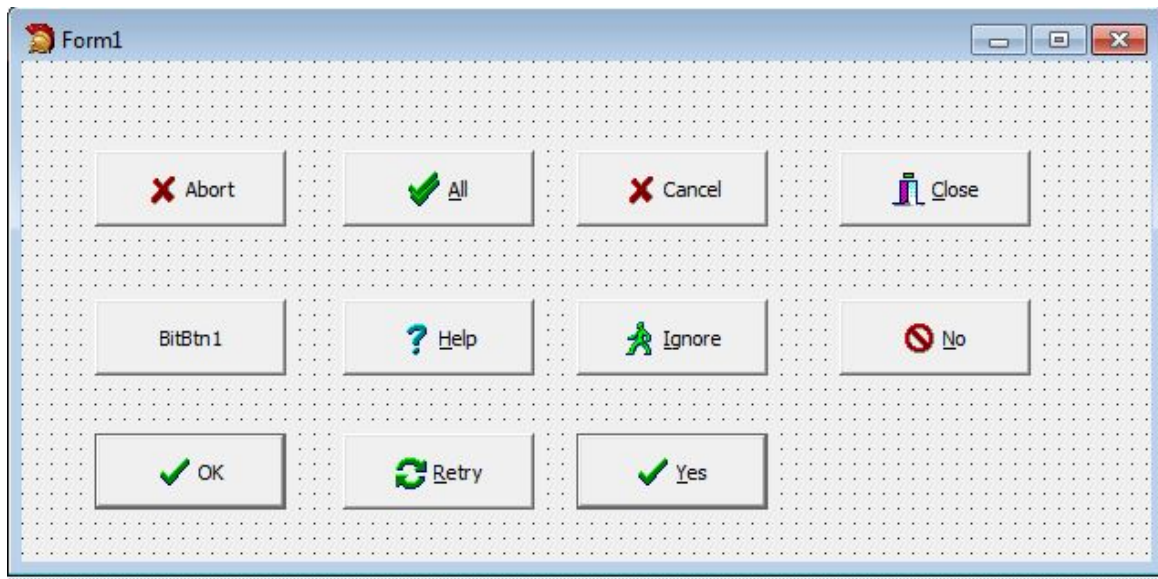 Form1
Abort All Cancel Close
BitBtn1 Help Ignore No
OK Retry Yes